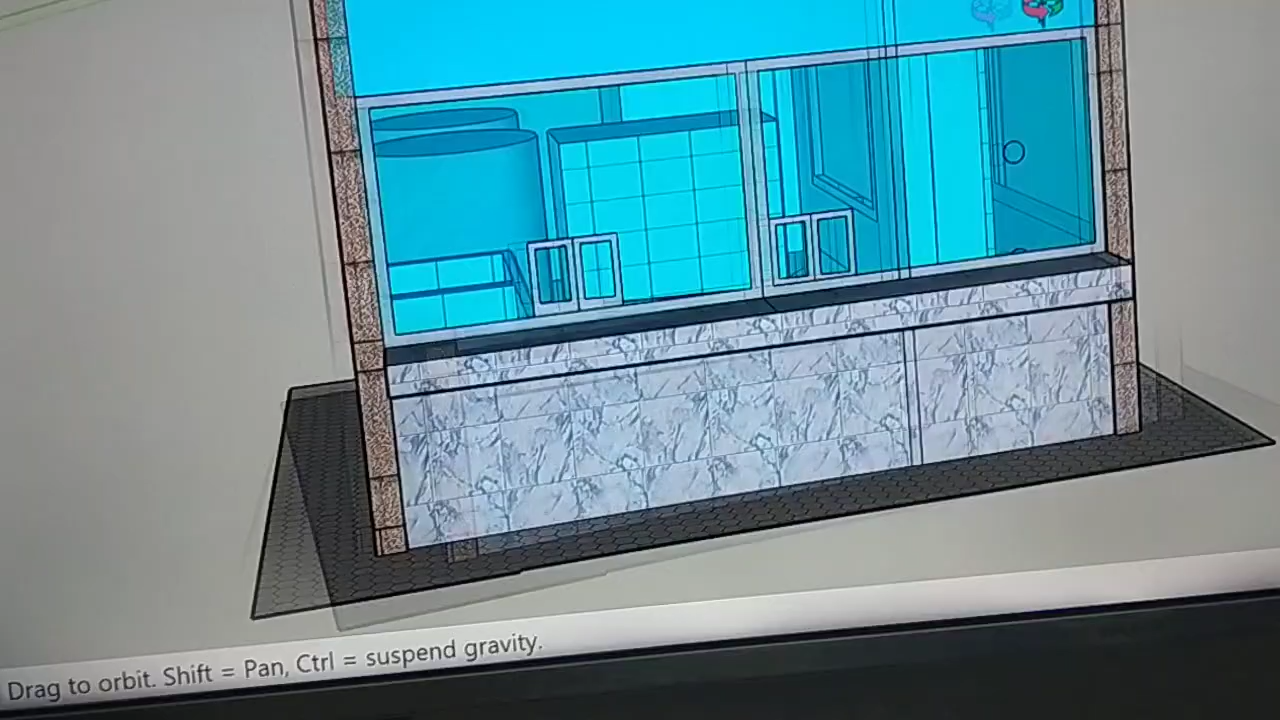 Drag to orbit. Shift = Pan, Ctrl = suspend gravity.